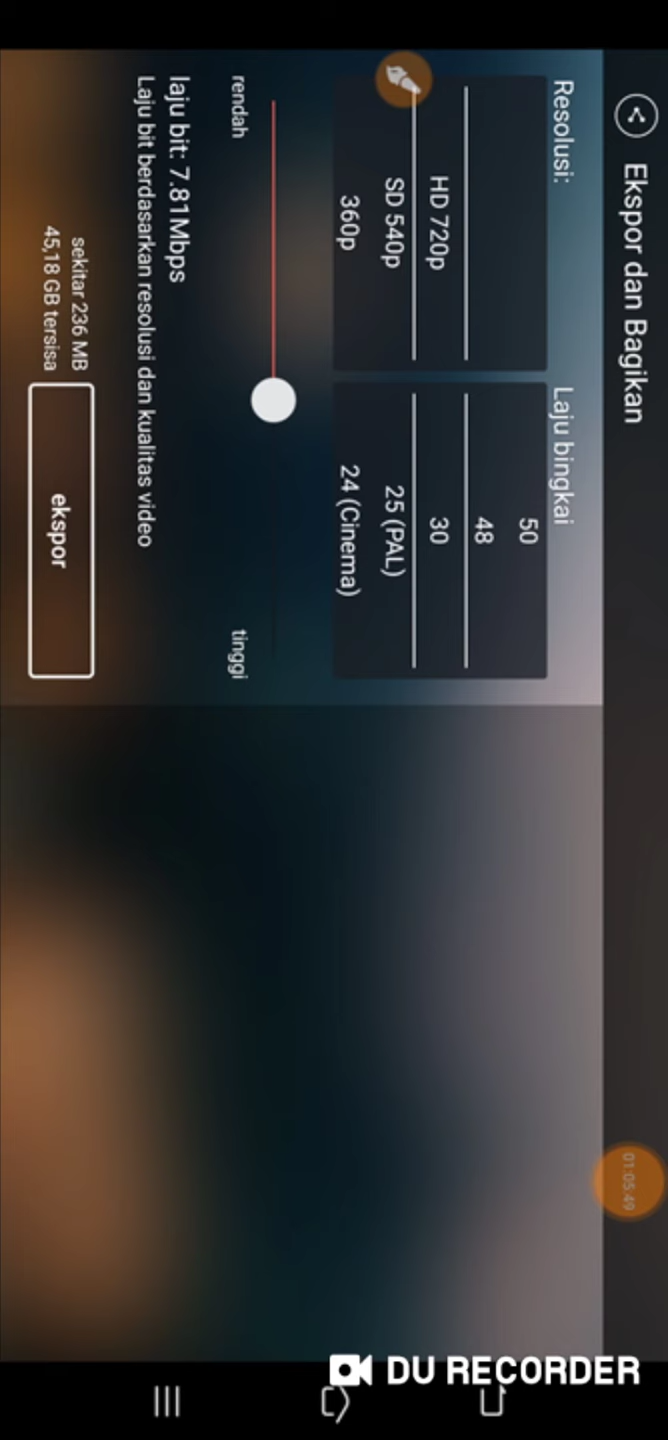 Ekspor dan Bagikan
Resolusi:
HD 720p
SD 540p
360p
Laju bingkai
50
48
30
25 (PAL)
24 (Cinema)
rendah
tinggi
laju bit: 7.81Mbps
Laju bit berdasarkan resolusi dan kualitas video
sekitar 236 MB
45,18 GB tersisa
ekspor
01:05:49
DU RECORDER